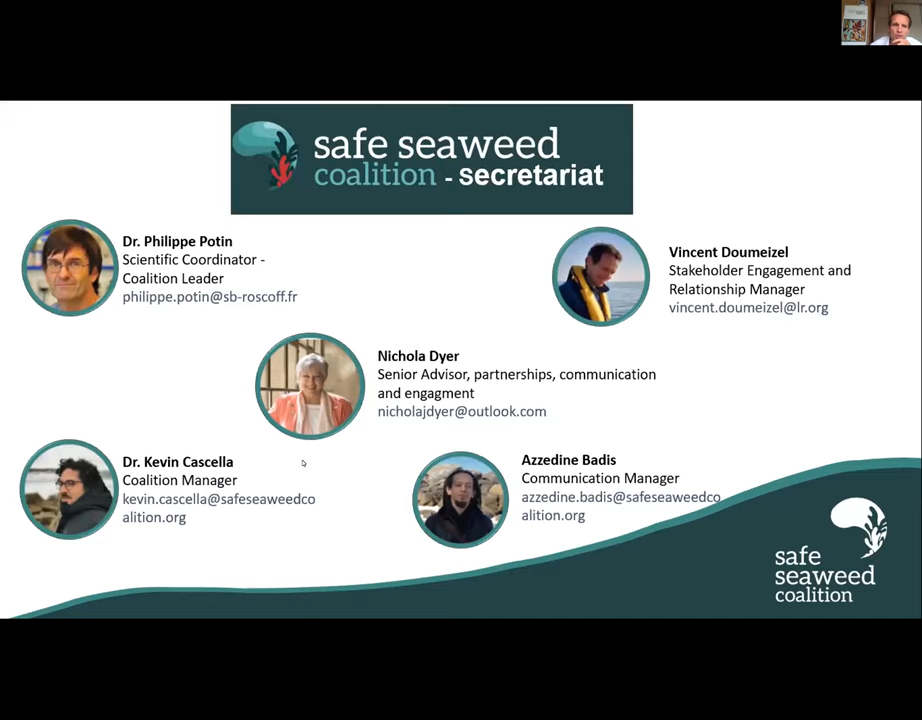 safe seaweed
coalition - secretariat
Dr. Philippe Potin
Scientific Coordinator -
Coalition Leader
philippe.potin@sb-roscoff.fr
Vincent Doumeizel
Stakeholder Engagement and
Relationship Manager
vincent.doumeizel@lr.org
Nichola Dyer
Senior Advisor, partnerships, communication
and engagment
nicholajdyer@outlook.com
Dr. Kevin Cascella
Coalition Manager
kevin.cascella@safeseaweedco
alition.org
Azzedine Badis
Communication Manager
azzedine.badis@safeseaweedco
alition.org
safe
seaweed
coalition